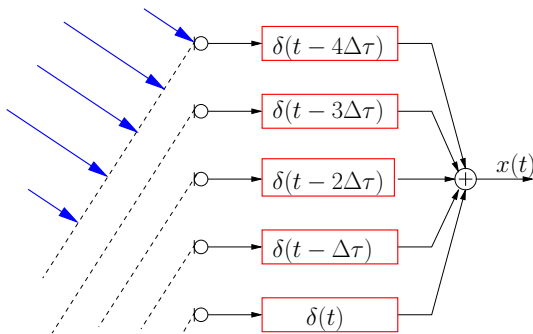 δ(t − 4Δτ)
δ(t − 3Δτ)
δ(t − 2Δτ)
x(t)
δ(t − Δτ)
δ(t)